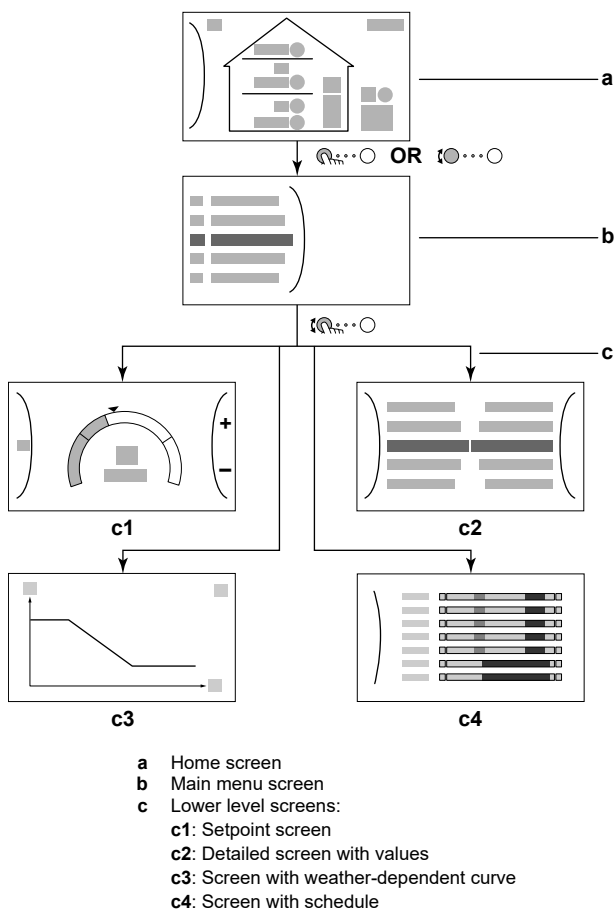 a
OR
b
c
+
−
c1
c2
c3
c4
a Home screen
b Main menu screen
c Lower level screens:
c1: Setpoint screen
c2: Detailed screen with values
c3: Screen with weather-dependent curve
c4: Screen with schedule